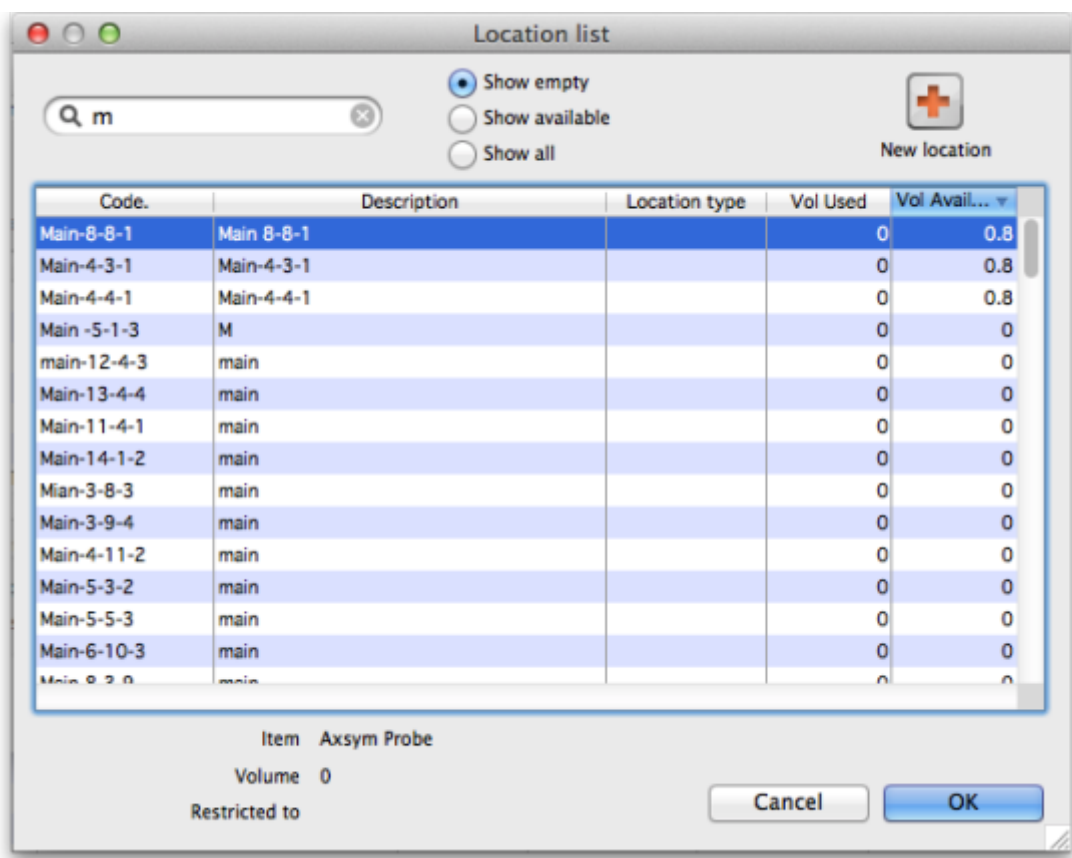 Location list
m
Show empty
Show available
Show all
New location
Code. Description Location type Vol Used Vol Avail...
Main-8-8-1 Main 8-8-1 0 0.8
Main-4-3-1 Main-4-3-1 0 0.8
Main-4-4-1 Main-4-4-1 0 0.8
Main -5-1-3 M 0 0
main-12-4-3 main 0 0
Main-13-4-4 main 0 0
Main-11-4-1 main 0 0
Main-14-1-2 main 0 0
Mian-3-8-3 main 0 0
Main-3-9-4 main 0 0
Main-4-11-2 main 0 0
Main-5-3-2 main 0 0
Main-5-5-3 main 0 0
Main-6-10-3 main 0 0
main 0 0
Item Axsym Probe
Volume 0
Restricted to
Cancel OK